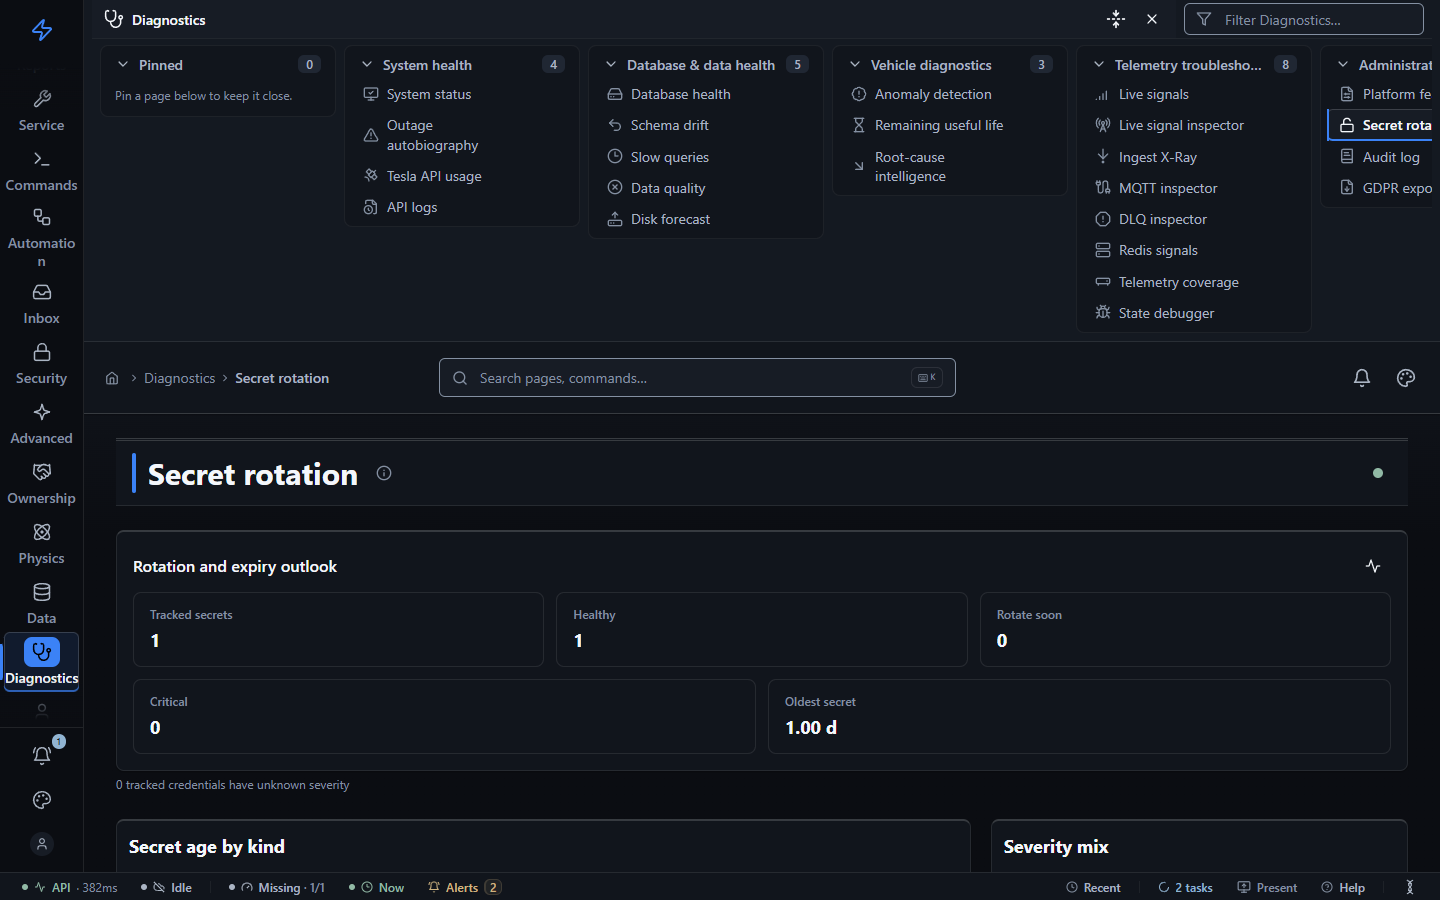 Diagnostics
Filter Diagnostics...
Service
Commands
Automatio
n
Inbox
Security
Advanced
Ownership
Physics
Data
Diagnostics
1
Pinned
0
Pin a page below to keep it close.
System health
4
System status
Outage
autobiography
Tesla API usage
API logs
Database & data health
5
Database health
Schema drift
Slow queries
Data quality
Disk forecast
Vehicle diagnostics
3
Anomaly detection
Remaining useful life
Root-cause
intelligence
Telemetry troublesho...
8
Live signals
Live signal inspector
Ingest X-Ray
MQTT inspector
DLQ inspector
Redis signals
Telemetry coverage
State debugger
Administrat
Platform fe
Secret rota
Audit log
GDPR expo
Diagnostics
Secret rotation
Search pages, commands...
K
Secret rotation
Rotation and expiry outlook
Tracked secrets
1
Healthy
1
Rotate soon
0
Critical
0
Oldest secret
1.00 d
0 tracked credentials have unknown severity
Secret age by kind
Severity mix
API · 382ms
Idle
Missing · 1/1
Now
Alerts 2
Recent
2 tasks
Present
Help